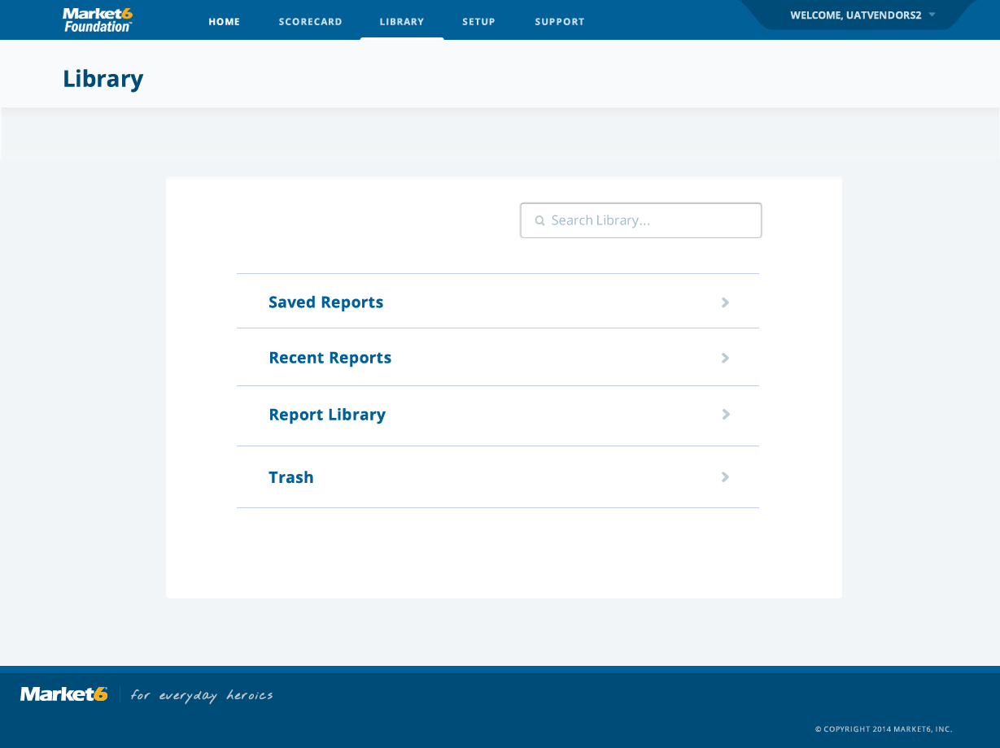 Market6
Foundation™
HOME SCORECARD LIBRARY SETUP SUPPORT
WELCOME, UATVENDORS2
Library
Search Library...
Saved Reports
Recent Reports
Report Library
Trash
Market6 for everyday heroics
© COPYRIGHT 2014 MARKET6, INC.